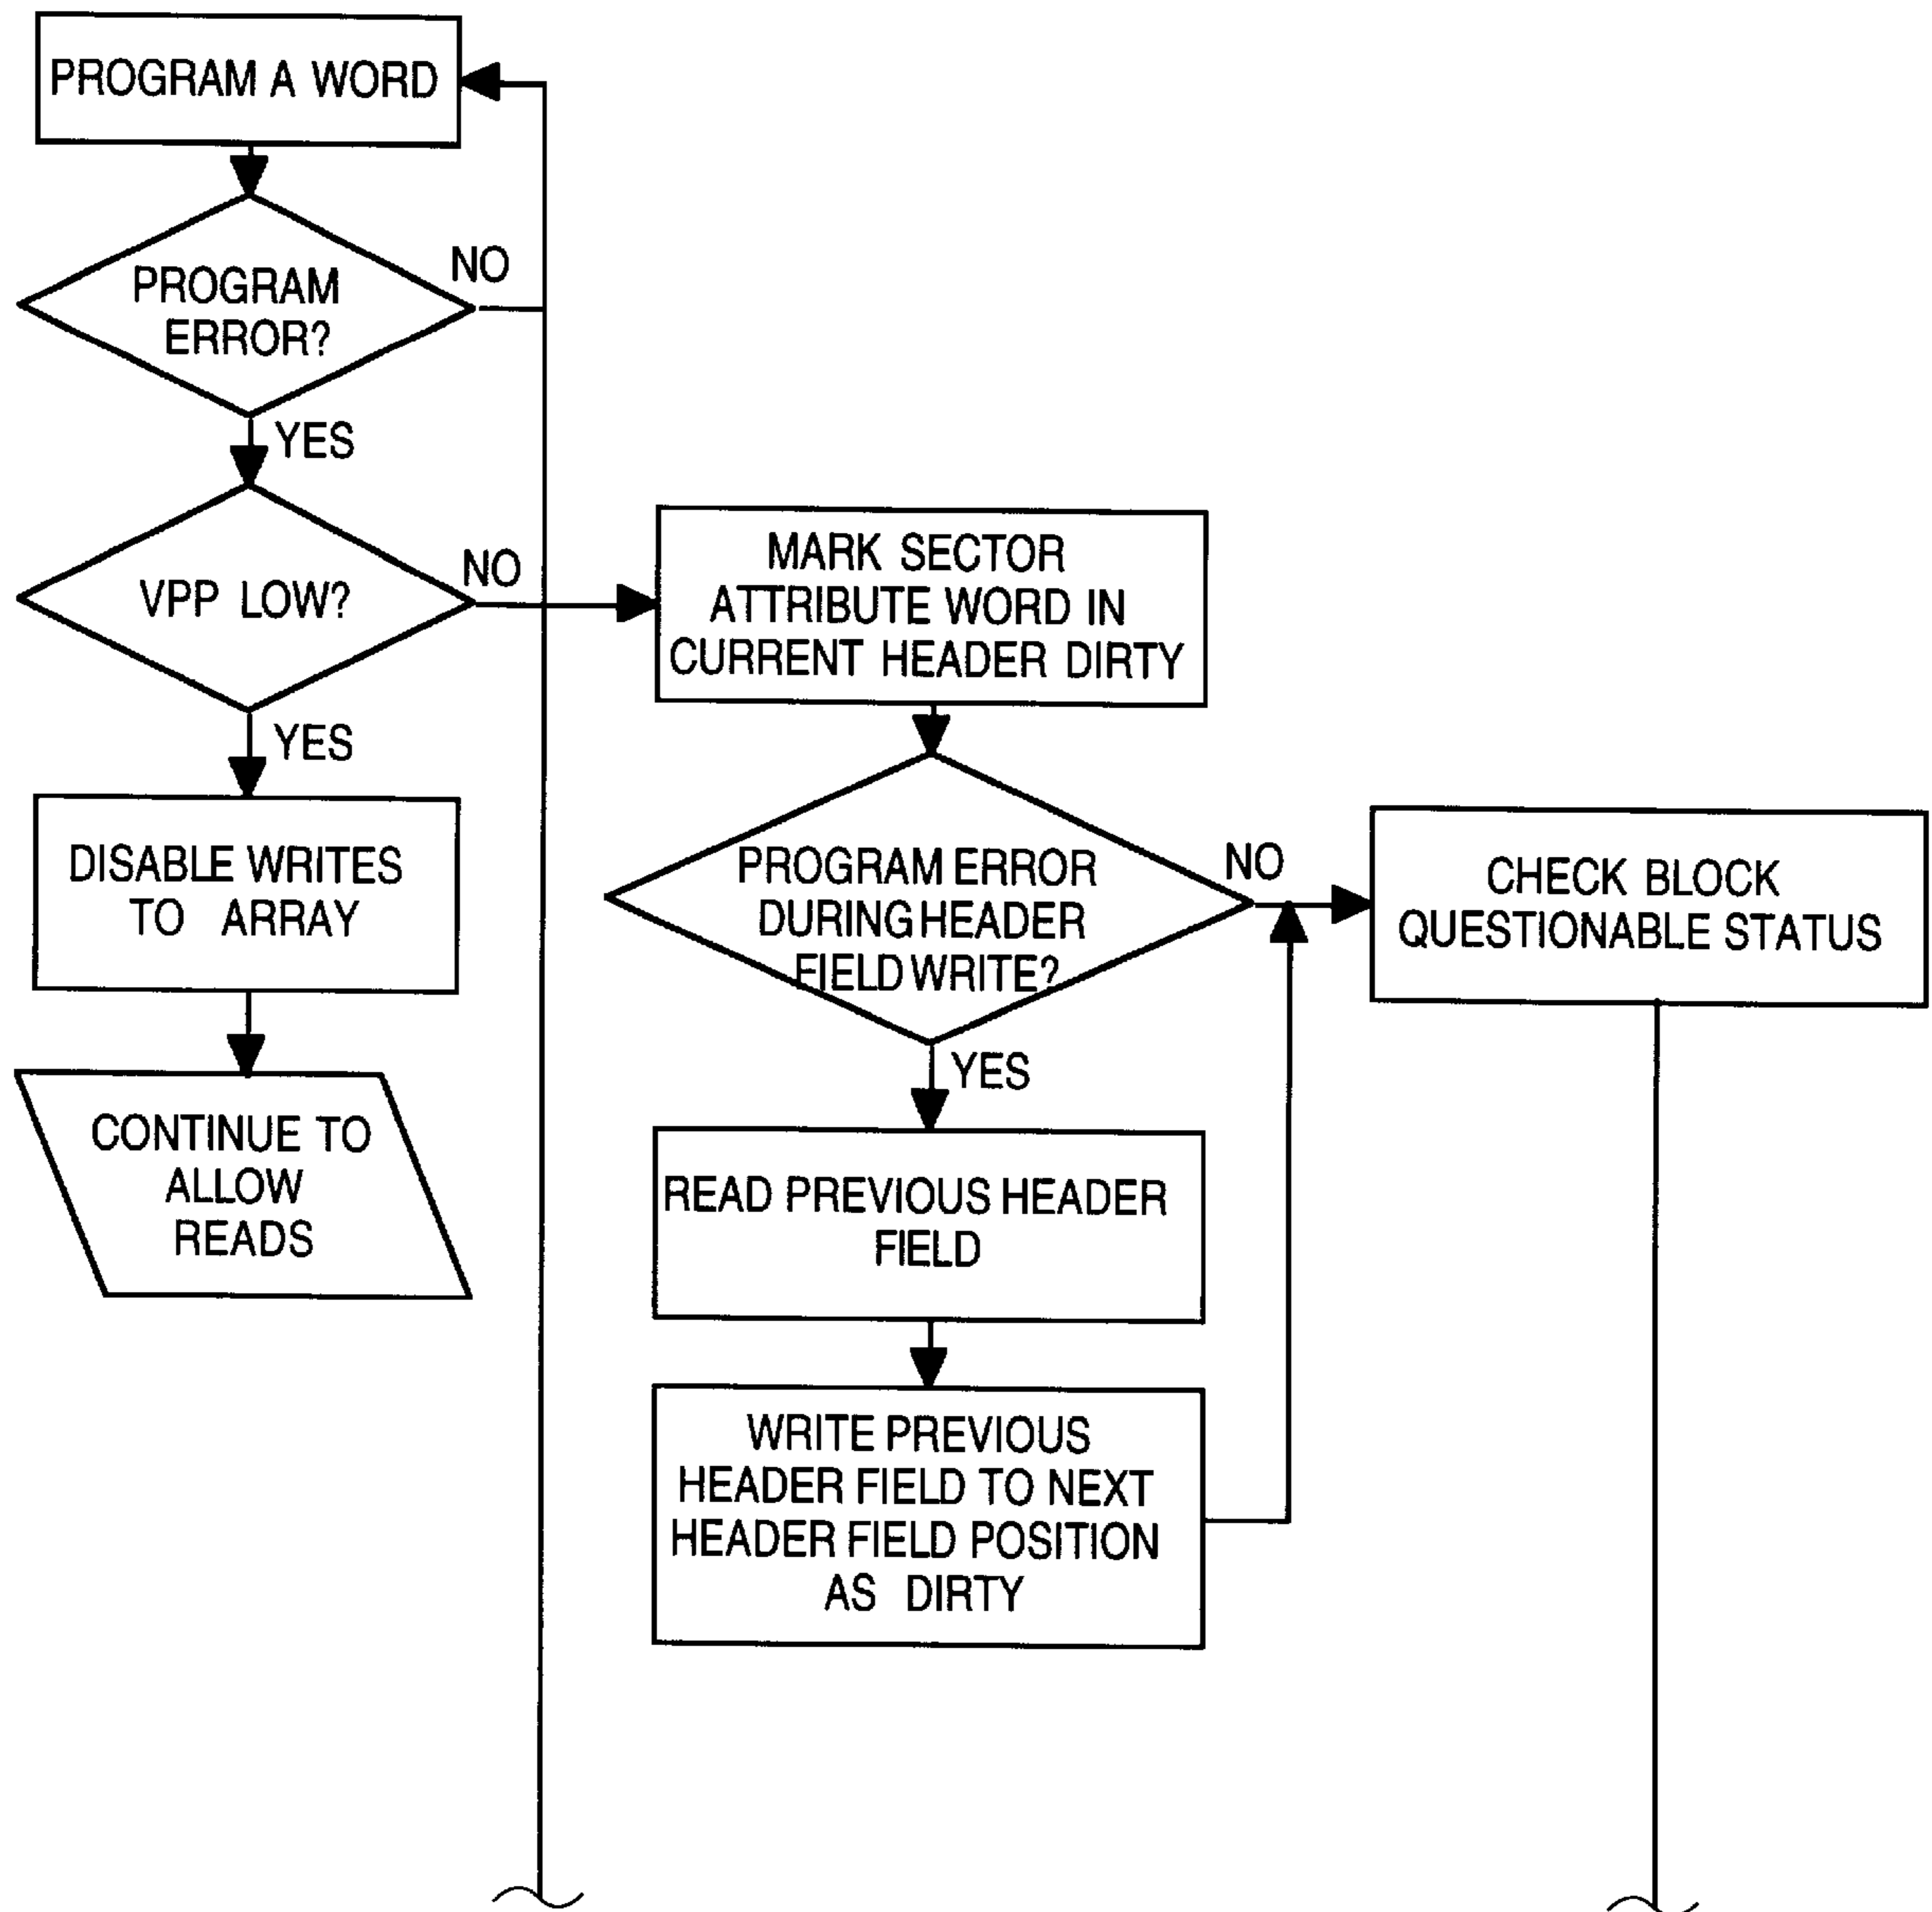 PROGRAM A WORD
PROGRAM
ERROR?
NO
YES
VPP LOW?
NO
YES
DISABLE WRITES
TO ARRAY
CONTINUE TO
ALLOW
READS
MARK SECTOR
ATTRIBUTE WORD IN
CURRENT HEADER DIRTY
PROGRAM ERROR
DURING HEADER
FIELD WRITE?
NO
YES
READ PREVIOUS HEADER
FIELD
WRITE PREVIOUS
HEADER FIELD TO NEXT
HEADER FIELD POSITION
AS DIRTY
CHECK BLOCK
QUESTIONABLE STATUS